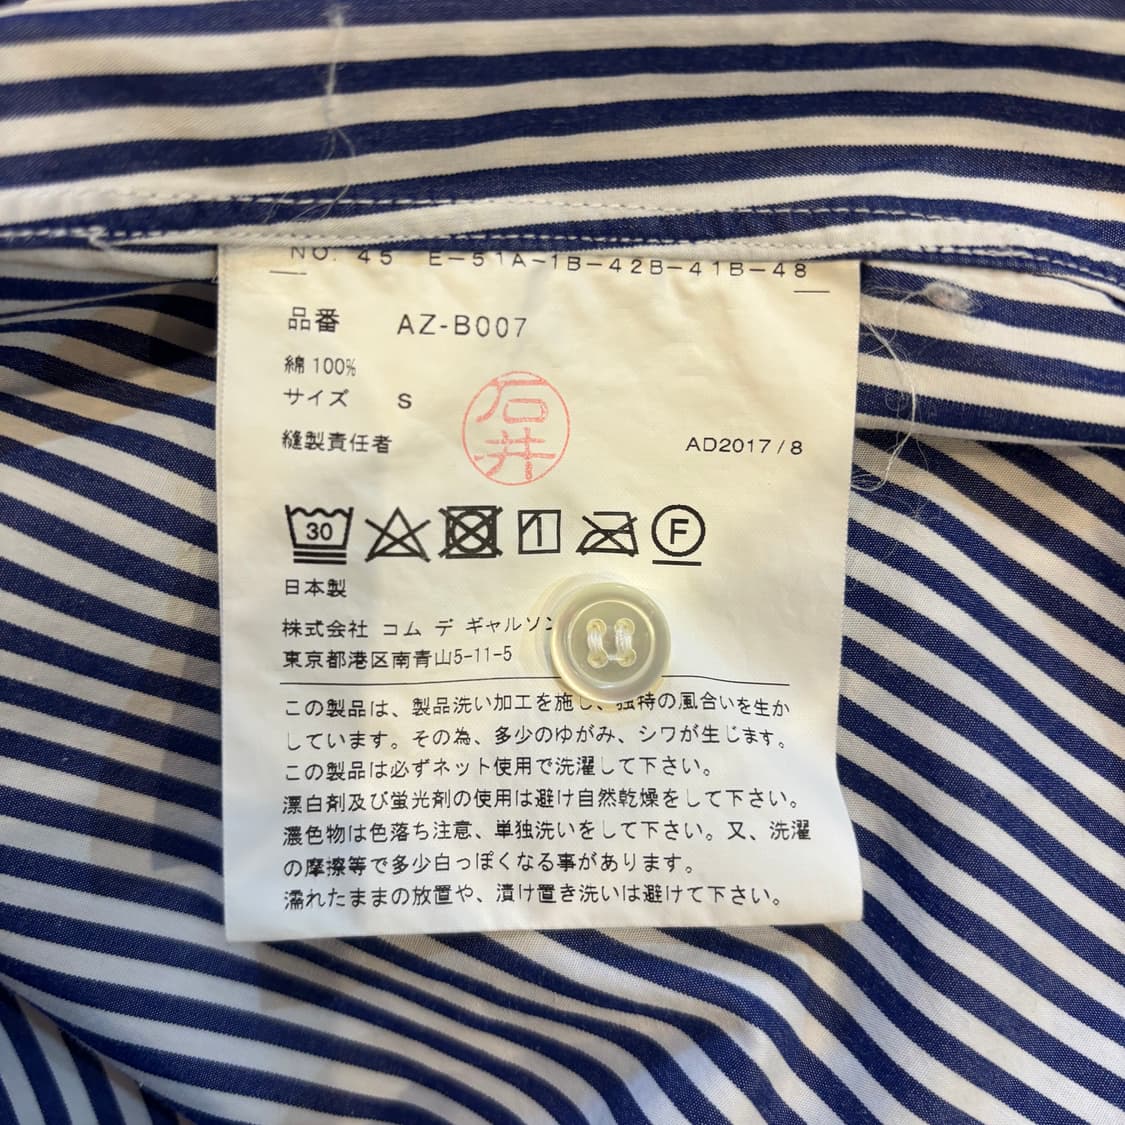 NO. 45 E-51A-1B-42B-41B-48
品番 AZ-B007
綿 100%
サイズ S
縫製責任者 石井 AD2017/8
30 F
日本製
株式会社 コム デ ギャルソン
東京都港区南青山5-11-5
この製品は、製品洗い加工を施し、独特の風合いを生か
しています。その為、多少のゆがみ、シワが生じます。
この製品は必ずネット使用で洗濯して下さい。
漂白剤及び蛍光剤の使用は避け自然乾燥をして下さい。
濃色物は色落ち注意、単独洗いをして下さい。又、洗濯
の摩擦等で多少白っぽくなる事があります。
濡れたままの放置や、漬け置き洗いは避けて下さい。